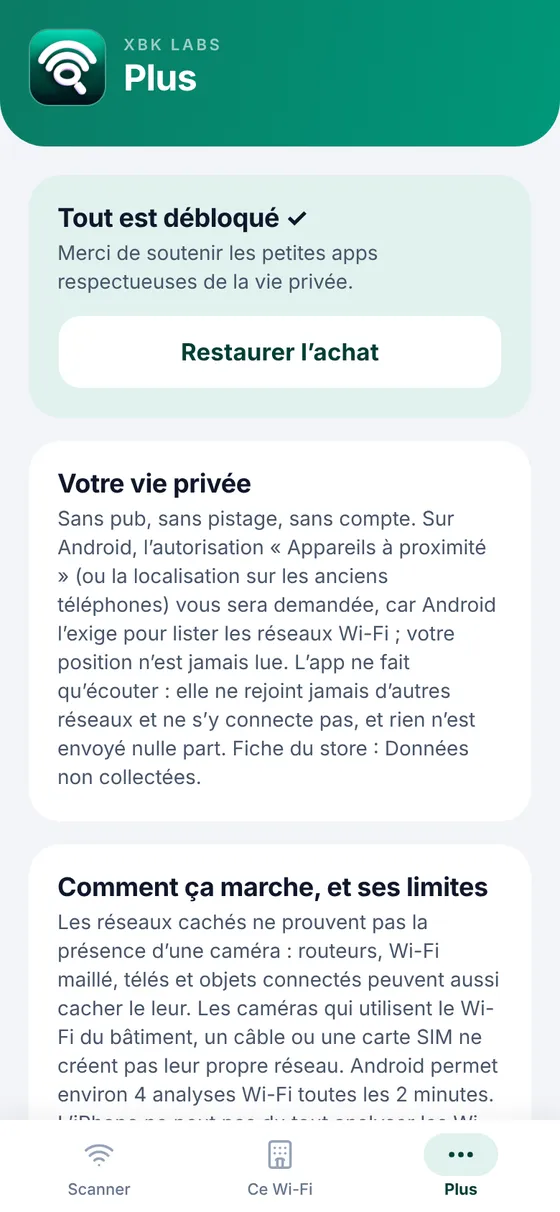 XBK LABS
Plus
Tout est débloqué ✓
Merci de soutenir les petites apps
respectueuses de la vie privée.
Restaurer l’achat
Votre vie privée
Sans pub, sans pistage, sans compte. Sur
Android, l’autorisation « Appareils à proximité
» (ou la localisation sur les anciens
téléphones) vous sera demandée, car Android
l’exige pour lister les réseaux Wi-Fi ; votre
position n’est jamais lue. L’app ne fait
qu’écouter : elle ne rejoint jamais d’autres
réseaux et ne s’y connecte pas, et rien n’est
envoyé nulle part. Fiche du store : Données
non collectées.
Comment ça marche, et ses limites
Les réseaux cachés ne prouvent pas la
présence d’une caméra : routeurs, Wi-Fi
maillé, télés et objets connectés peuvent aussi
cacher le leur. Les caméras qui utilisent le Wi-
Fi du bâtiment, un câble ou une carte SIM ne
créent pas leur propre réseau. Android permet
environ 4 analyses Wi-Fi toutes les 2 minutes.
Scanner
Ce Wi-Fi
Plus